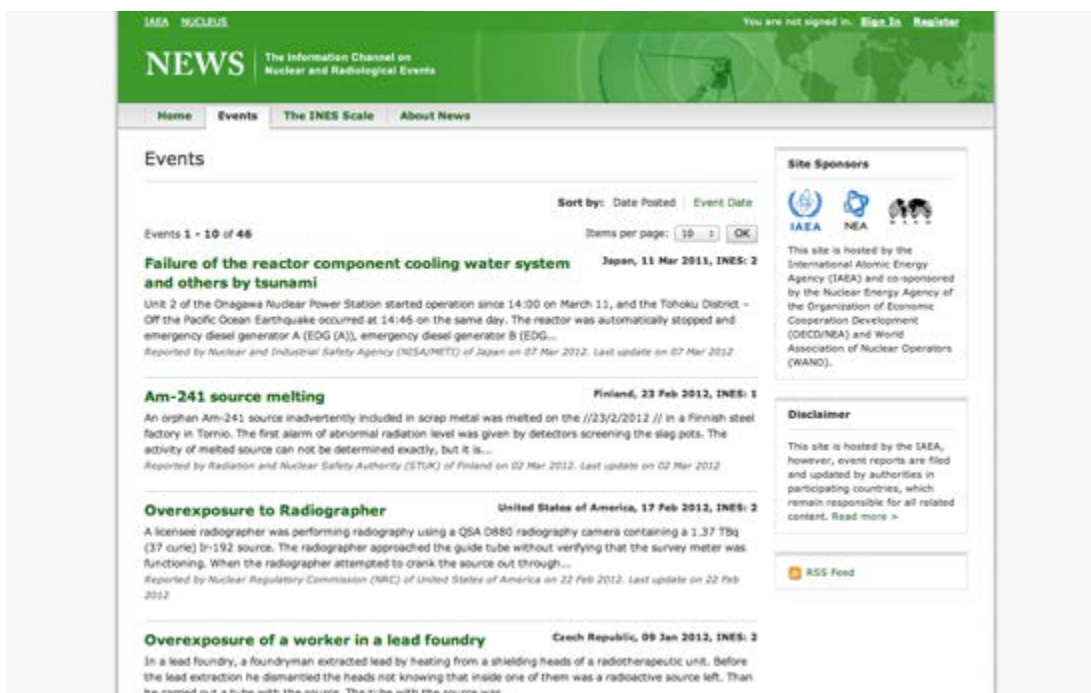 IAEA NUCLEUS
You are not signed in. Sign In Register
NEWS
The Information Channel on
Nuclear and Radiological Events
Home Events The INES Scale About News
Events
Sort by: Date Posted Event Date
Events 1 - 10 of 46
Items per page: 10 OK
Failure of the reactor component cooling water system
and others by tsunami
Japan, 11 Mar 2011, INES: 2
Unit 2 of the Onagawa Nuclear Power Station started operation since 14:00 on March 11, and the Tohoku District –
Off the Pacific Ocean Earthquake occurred at 14:46 on the same day. The reactor was automatically stopped and
emergency diesel generator A (EDG (A)), emergency diesel generator B (EDG...
Reported by Nuclear and Industrial Safety Agency (NISA/METI) of Japan on 07 Mar 2012. Last update on 07 Mar 2012
Am-241 source melting
Finland, 23 Feb 2012, INES: 1
An orphan Am-241 source inadvertently included in scrap metal was melted on the //23/2/2012 // in a Finnish steel
factory in Tornio. The first alarm of abnormal radiation level was given by detectors screening the slag pots. The
activity of melted source can not be determined exactly, but it is...
Reported by Radiation and Nuclear Safety Authority (STUK) of Finland on 02 Mar 2012. Last update on 02 Mar 2012
Overexposure to Radiographer
United States of America, 17 Feb 2012, INES: 2
A licensee radiographer was performing radiography using a QSA D880 radiography camera containing a 1.37 TBq
(37 curie) Ir-192 source. The radiographer approached the guide tube without verifying that the survey meter was
functioning. When the radiographer attempted to crank the source out through...
Reported by Nuclear Regulatory Commission (NRC) of United States of America on 22 Feb 2012. Last update on 22 Feb
2012
Overexposure of a worker in a lead foundry
Czech Republic, 09 Jan 2012, INES: 2
In a lead foundry, a foundryman extracted lead by heating from a shielding heads of a radiotherapeutic unit. Before
the lead extraction he dismantled the heads not knowing that inside one of them was a radioactive source left. Than
he carried out a tube with the source. The tube with the source was
Site Sponsors
IAEA NEA WANO
This site is hosted by the
International Atomic Energy
Agency (IAEA) and co-sponsored
by the Nuclear Energy Agency of
the Organization of Economic
Cooperation Development
(OECD/NEA) and World
Association of Nuclear Operators
(WANO).
Disclaimer
This site is hosted by the IAEA,
however, event reports are filed
and updated by authorities in
participating countries, which
remain responsible for all related
content. Read more >
RSS Feed